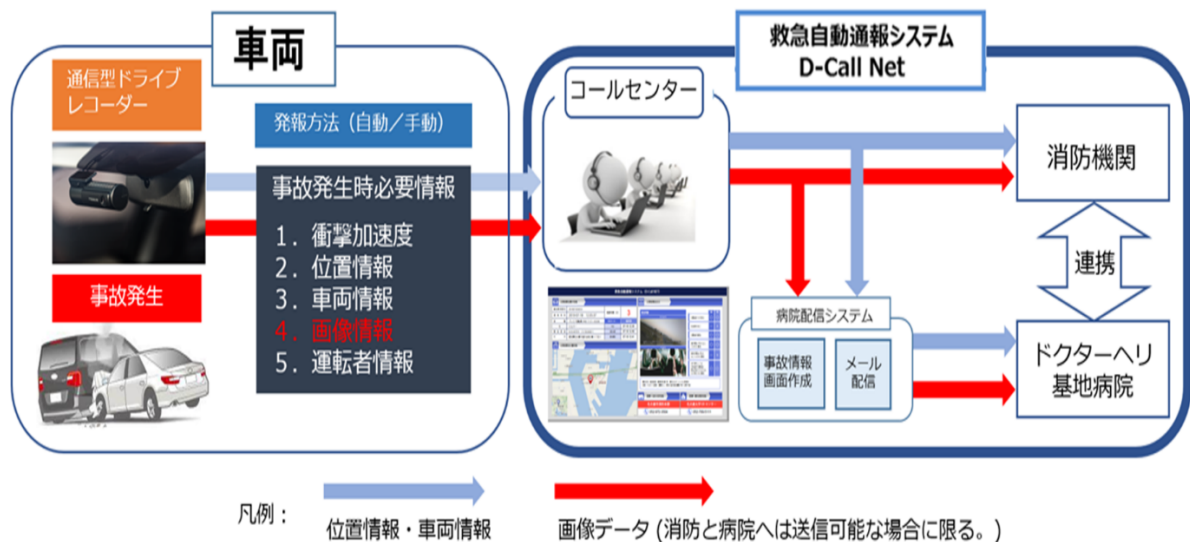 車両
通信型ドライブ
レコーダー
発報方法（自動／手動）
事故発生時必要情報
1．衝撃加速度
2．位置情報
3．車両情報
4．画像情報
5．運転者情報
事故発生
救急自動通報システム
D-Call Net
コールセンター
消防機関
連携
病院配信システム
事故情報
画面作成
メール
配信
ドクターヘリ
基地病院
凡例：
位置情報・車両情報
画像データ (消防と病院へは送信可能な場合に限る。)